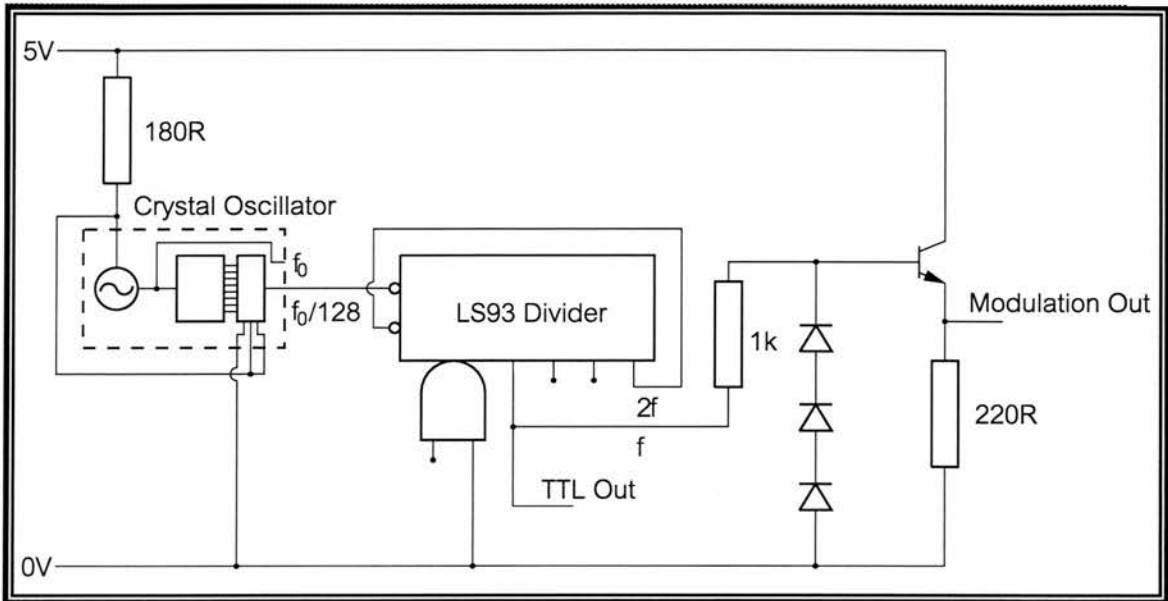 5V
180R
Crystal Oscillator
f₀
f₀/128
LS93 Divider
1k
Modulation Out
2f
f
220R
TTL Out
0V